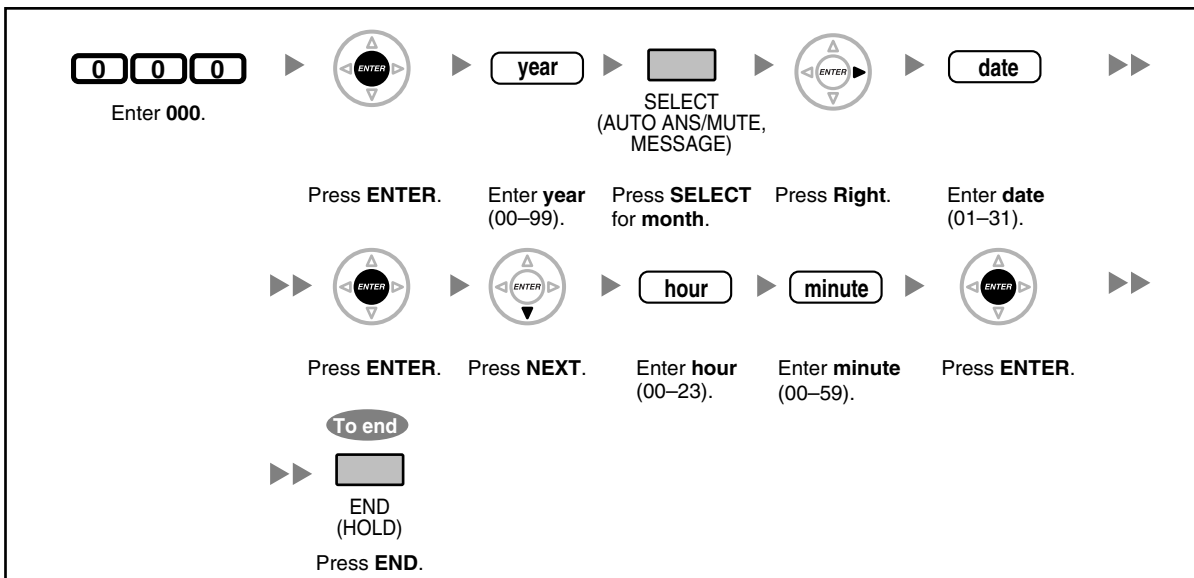 0 0 0
ENTER
year
ENTER
date
Enter 000.
SELECT
(AUTO ANS/MUTE,
MESSAGE)
Press ENTER.
Enter year
(00–99).
Press SELECT
for month.
Press Right.
Enter date
(01–31).
ENTER
ENTER
hour
minute
ENTER
Press ENTER.
Press NEXT.
Enter hour
(00–23).
Enter minute
(00–59).
Press ENTER.
To end
END
(HOLD)
Press END.